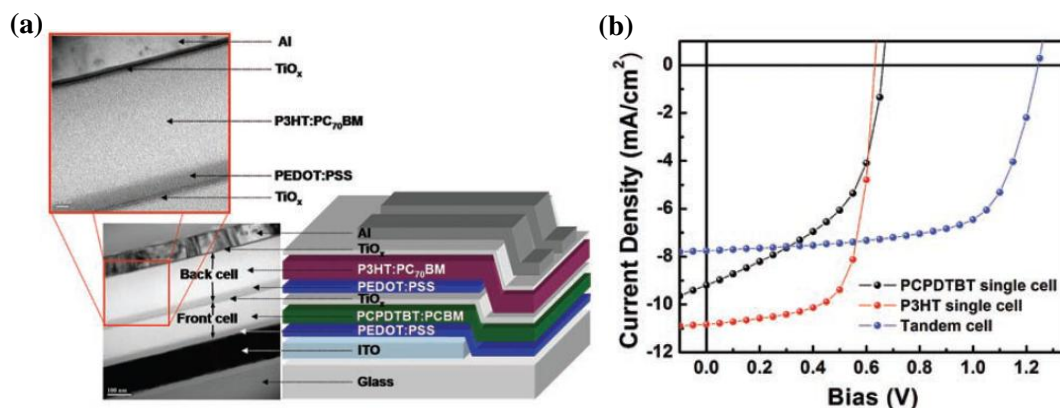 (a)
Al
TiOx
P3HT:PC70BM
PEDOT:PSS
TiOx
Al
TiOx
Back cell
P3HT:PC70BM
PEDOT:PSS
TiOx
Front cell
PCPDTBT:PCBM
PEDOT:PSS
ITO
Glass
100 nm
(b)
Current Density (mA/cm2)
0
-2
-4
-6
-8
-10
-12
PCPDTBT single cell
P3HT single cell
Tandem cell
0.0 0.2 0.4 0.6 0.8 1.0 1.2
Bias (V)